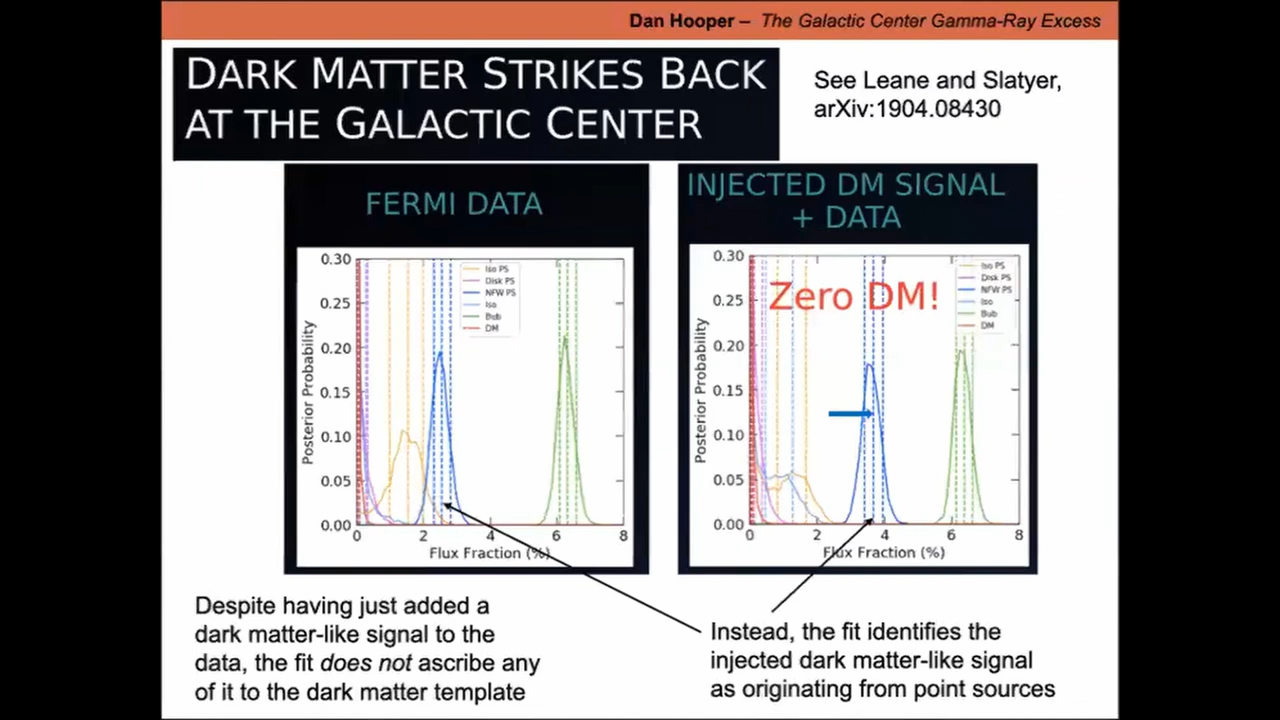 Dan Hooper – The Galactic Center Gamma-Ray Excess
DARK MATTER STRIKES BACK
AT THE GALACTIC CENTER
See Leane and Slatyer,
arXiv:1904.08430
FERMI DATA
0.30
0.25
0.20
0.15
0.10
0.05
0.00
Posterior Probability
0
2
4
6
8
Flux Fraction (%)
Iso PS
Disk PS
NFW PS
Iso
Bub
DM
INJECTED DM SIGNAL
+ DATA
Zero DM!
0.30
0.25
0.20
0.15
0.10
0.05
0.00
Posterior Probability
0
2
4
6
8
Flux Fraction (%)
Iso PS
Disk PS
NFW PS
Iso
Bub
DM
Despite having just added a
dark matter-like signal to the
data, the fit does not ascribe any
of it to the dark matter template
Instead, the fit identifies the
injected dark matter-like signal
as originating from point sources